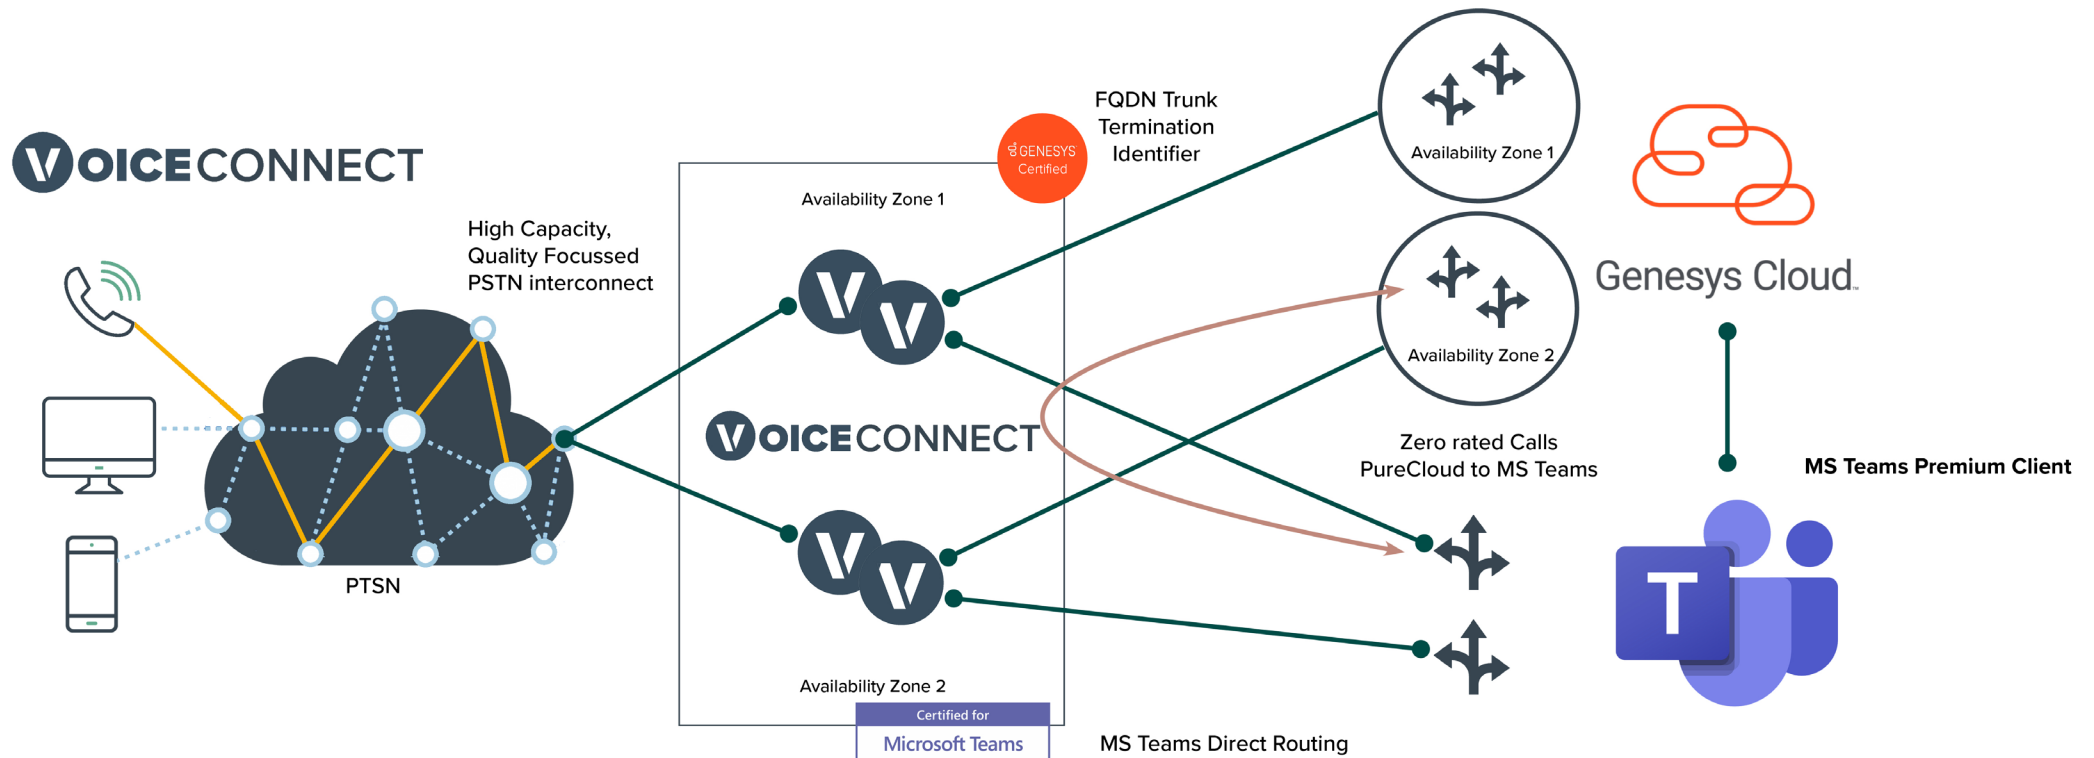 VOICECONNECT
High Capacity,
Quality Focussed
PSTN interconnect
PTSN
Availability Zone 1
GENESYS
Certified
VOICECONNECT
Availability Zone 2
Certified for
Microsoft Teams
FQDN Trunk
Termination
Identifier
MS Teams Direct Routing
Availability Zone 1
Availability Zone 2
Zero rated Calls
PureCloud to MS Teams
Genesys Cloud™
MS Teams Premium Client
T